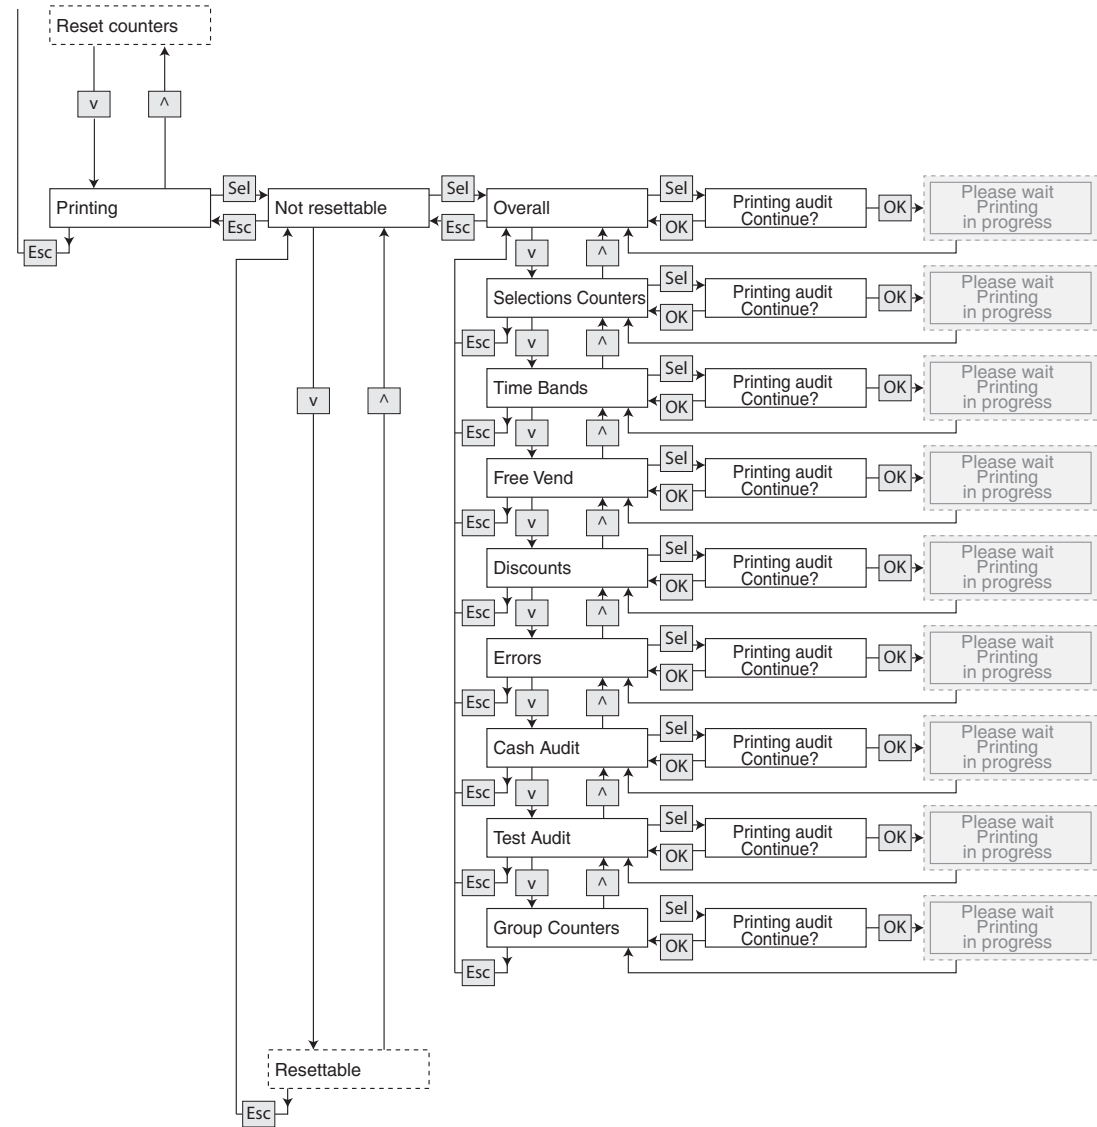 Reset counters
v
^
Sel
Sel
Sel
Printing
Not resettable
Overall
Printing audit
Continue?
OK
Please wait
Printing
in progress
Esc
Esc
OK
Esc
v
^
Selections Counters
Sel
OK
Printing audit
Continue?
OK
Please wait
Printing
in progress
Esc
v
^
Time Bands
Sel
OK
Printing audit
Continue?
OK
Please wait
Printing
in progress
v
^
Esc
v
^
Free Vend
Sel
OK
Printing audit
Continue?
OK
Please wait
Printing
in progress
Esc
v
^
Discounts
Sel
OK
Printing audit
Continue?
OK
Please wait
Printing
in progress
Esc
v
^
Errors
Sel
OK
Printing audit
Continue?
OK
Please wait
Printing
in progress
Esc
v
^
Cash Audit
Sel
OK
Printing audit
Continue?
OK
Please wait
Printing
in progress
Esc
v
^
Test Audit
Sel
OK
Printing audit
Continue?
OK
Please wait
Printing
in progress
Esc
v
^
Group Counters
Sel
OK
Printing audit
Continue?
OK
Please wait
Printing
in progress
Esc
Resettable
Esc